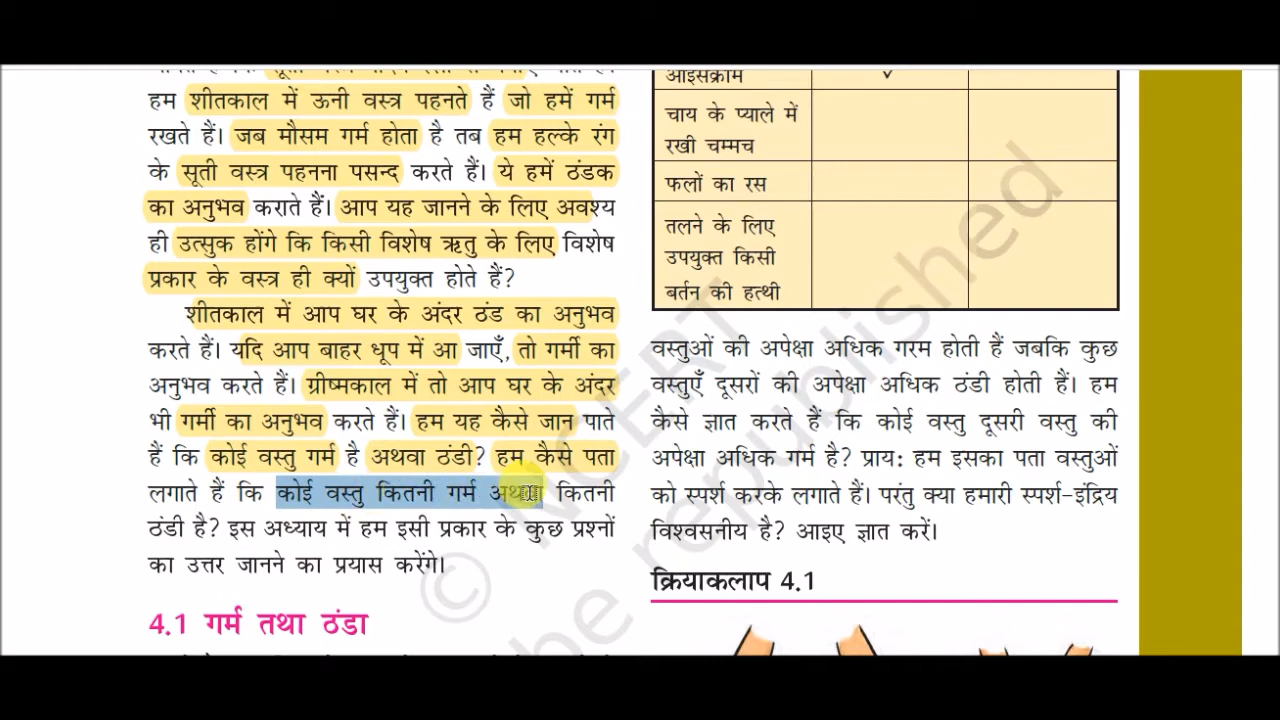 हम शीतकाल में ऊनी वस्त्र पहनते हैं जो हमें गर्म
रखते हैं। जब मौसम गर्म होता है तब हम हल्के रंग
के सूती वस्त्र पहनना पसन्द करते हैं। ये हमें ठंडक
का अनुभव कराते हैं। आप यह जानने के लिए अवश्य
ही उत्सुक होंगे कि किसी विशेष ऋतु के लिए विशेष
प्रकार के वस्त्र ही क्यों उपयुक्त होते हैं?
शीतकाल में आप घर के अंदर ठंड का अनुभव
करते हैं। यदि आप बाहर धूप में आ जाएँ, तो गर्मी का
अनुभव करते हैं। ग्रीष्मकाल में तो आप घर के अंदर
भी गर्मी का अनुभव करते हैं। हम यह कैसे जान पाते
हैं कि कोई वस्तु गर्म है अथवा ठंडी? हम कैसे पता
लगाते हैं कि कोई वस्तु कितनी गर्म अथवा कितनी
ठंडी है? इस अध्याय में हम इसी प्रकार के कुछ प्रश्नों
का उत्तर जानने का प्रयास करेंगे।
4.1 गर्म तथा ठंडा
आइसक्रीम ✓
चाय के प्याले में
रखी चम्मच
फलों का रस
तलने के लिए
उपयुक्त किसी
बर्तन की हत्थी
वस्तुओं की अपेक्षा अधिक गरम होती हैं जबकि कुछ
वस्तुएँ दूसरों की अपेक्षा अधिक ठंडी होती हैं। हम
कैसे ज्ञात करते हैं कि कोई वस्तु दूसरी वस्तु की
अपेक्षा अधिक गर्म है? प्राय: हम इसका पता वस्तुओं
को स्पर्श करके लगाते हैं। परंतु क्या हमारी स्पर्श-इंद्रिय
विश्वसनीय है? आइए ज्ञात करें।
क्रियाकलाप 4.1
© NCERT
be republished